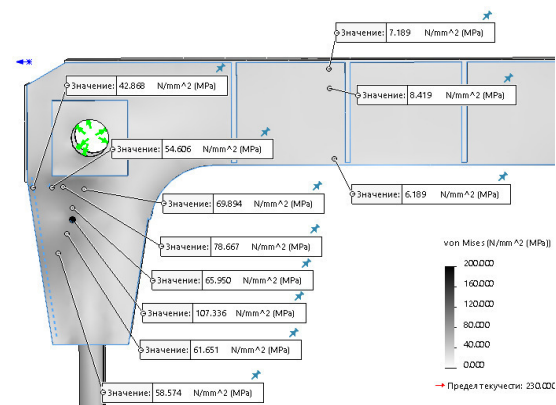 Значение: 7.189 N/mm^2 (MPa)
Значение: 42.868 N/mm^2 (MPa)
Значение: 8.419 N/mm^2 (MPa)
Значение: 54.606 N/mm^2 (MPa)
Значение: 6.189 N/mm^2 (MPa)
Значение: 69.894 N/mm^2 (MPa)
Значение: 78.667 N/mm^2 (MPa)
Значение: 65.950 N/mm^2 (MPa)
Значение: 107.336 N/mm^2 (MPa)
Значение: 61.651 N/mm^2 (MPa)
Значение: 58.574 N/mm^2 (MPa)
von Mises (N/mm^2 (MPa))
200.000
160.000
120.000
80.000
40.000
0.000
Предел текучести: 230.000